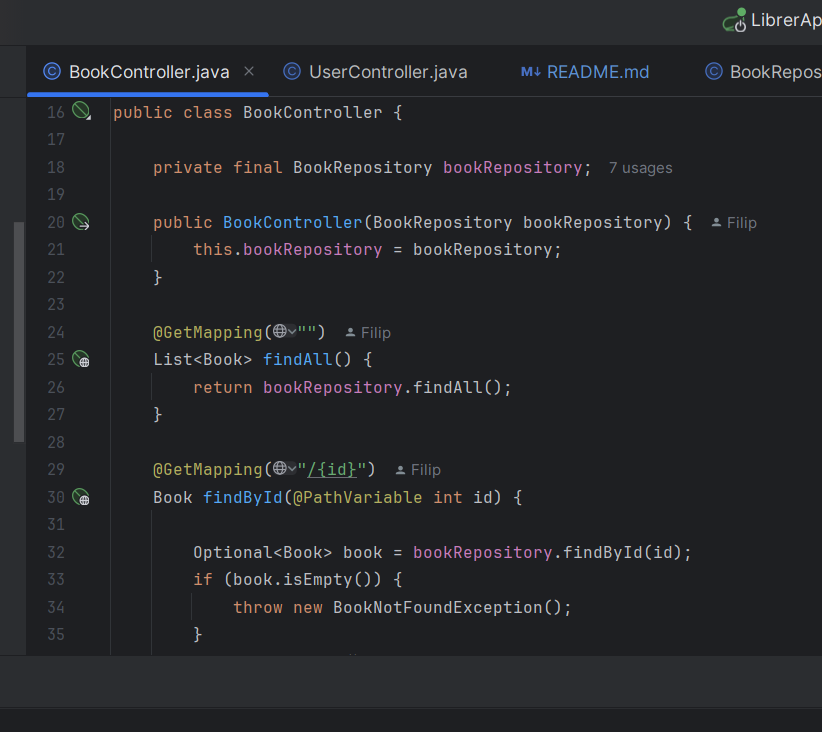 LibrerAp
BookController.java × UserController.java M↓ README.md BookRepos
16 public class BookController {
17
18 private final BookRepository bookRepository; 7 usages
19
20 public BookController(BookRepository bookRepository) { Filip
21 this.bookRepository = bookRepository;
22 }
23
24 @GetMapping("") Filip
25 List<Book> findAll() {
26 return bookRepository.findAll();
27 }
28
29 @GetMapping("/{id}") Filip
30 Book findById(@PathVariable int id) {
31
32 Optional<Book> book = bookRepository.findById(id);
33 if (book.isEmpty()) {
34 throw new BookNotFoundException();
35 }